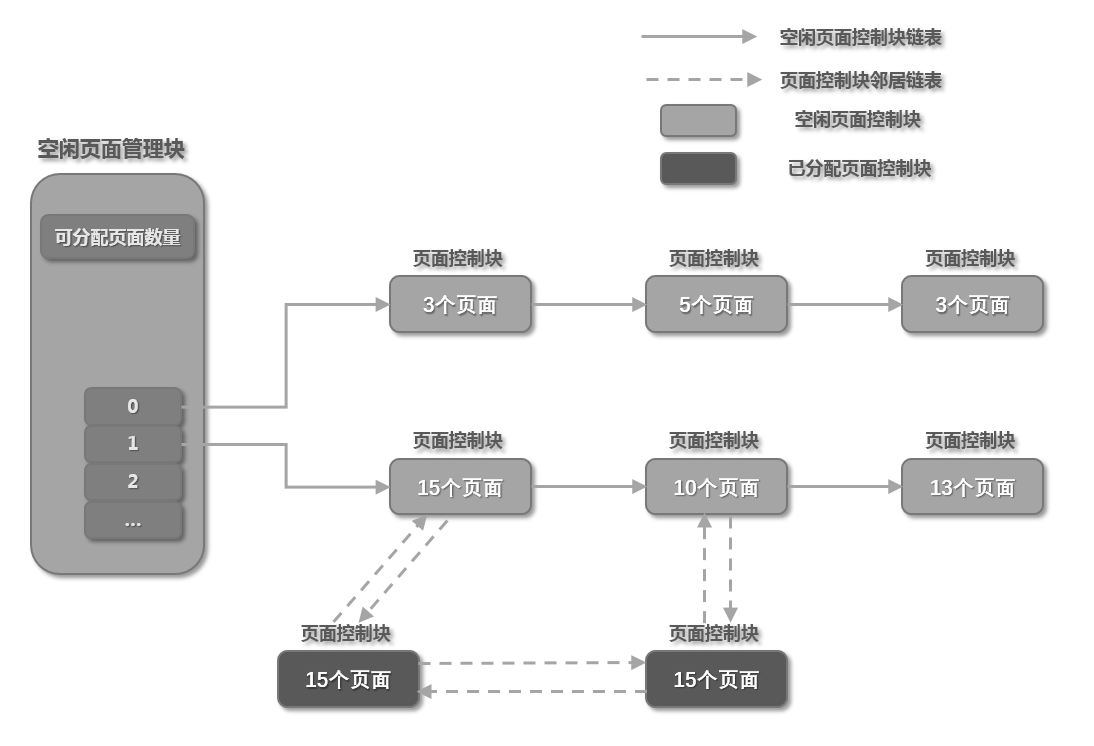 空闲页面控制块链表
页面控制块邻居链表
空闲页面控制块
已分配页面控制块
空闲页面管理块
可分配页面数量
0
1
2
...
页面控制块
页面控制块
页面控制块
3个页面
5个页面
3个页面
页面控制块
页面控制块
页面控制块
15个页面
10个页面
13个页面
页面控制块
页面控制块
15个页面
15个页面